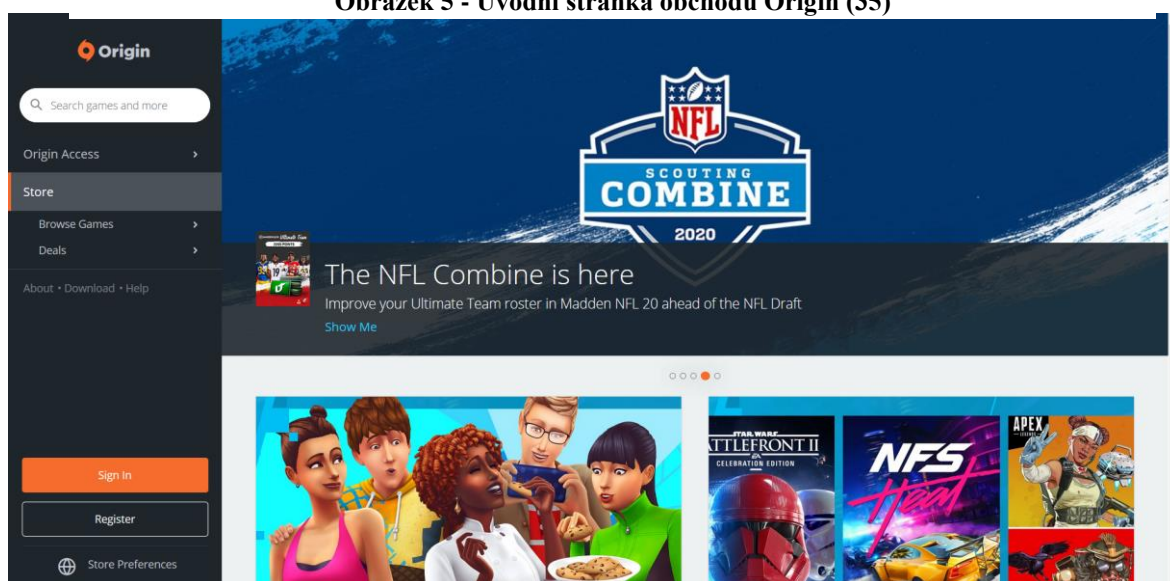 Obrázek 5 - Úvodní stránka obchodu Origin (35)
Origin
Search games and more
Origin Access
Store
Browse Games
Deals
About • Download • Help
Sign In
Register
Store Preferences
NFL
SCOUTING
COMBINE
2020
Ultimate Team
The NFL Combine is here
Improve your Ultimate Team roster in Madden NFL 20 ahead of the NFL Draft
Show Me
STAR WARS
BATTLEFRONT II
CELEBRATION EDITION
NFS
Heat
APEX
LEGENDS